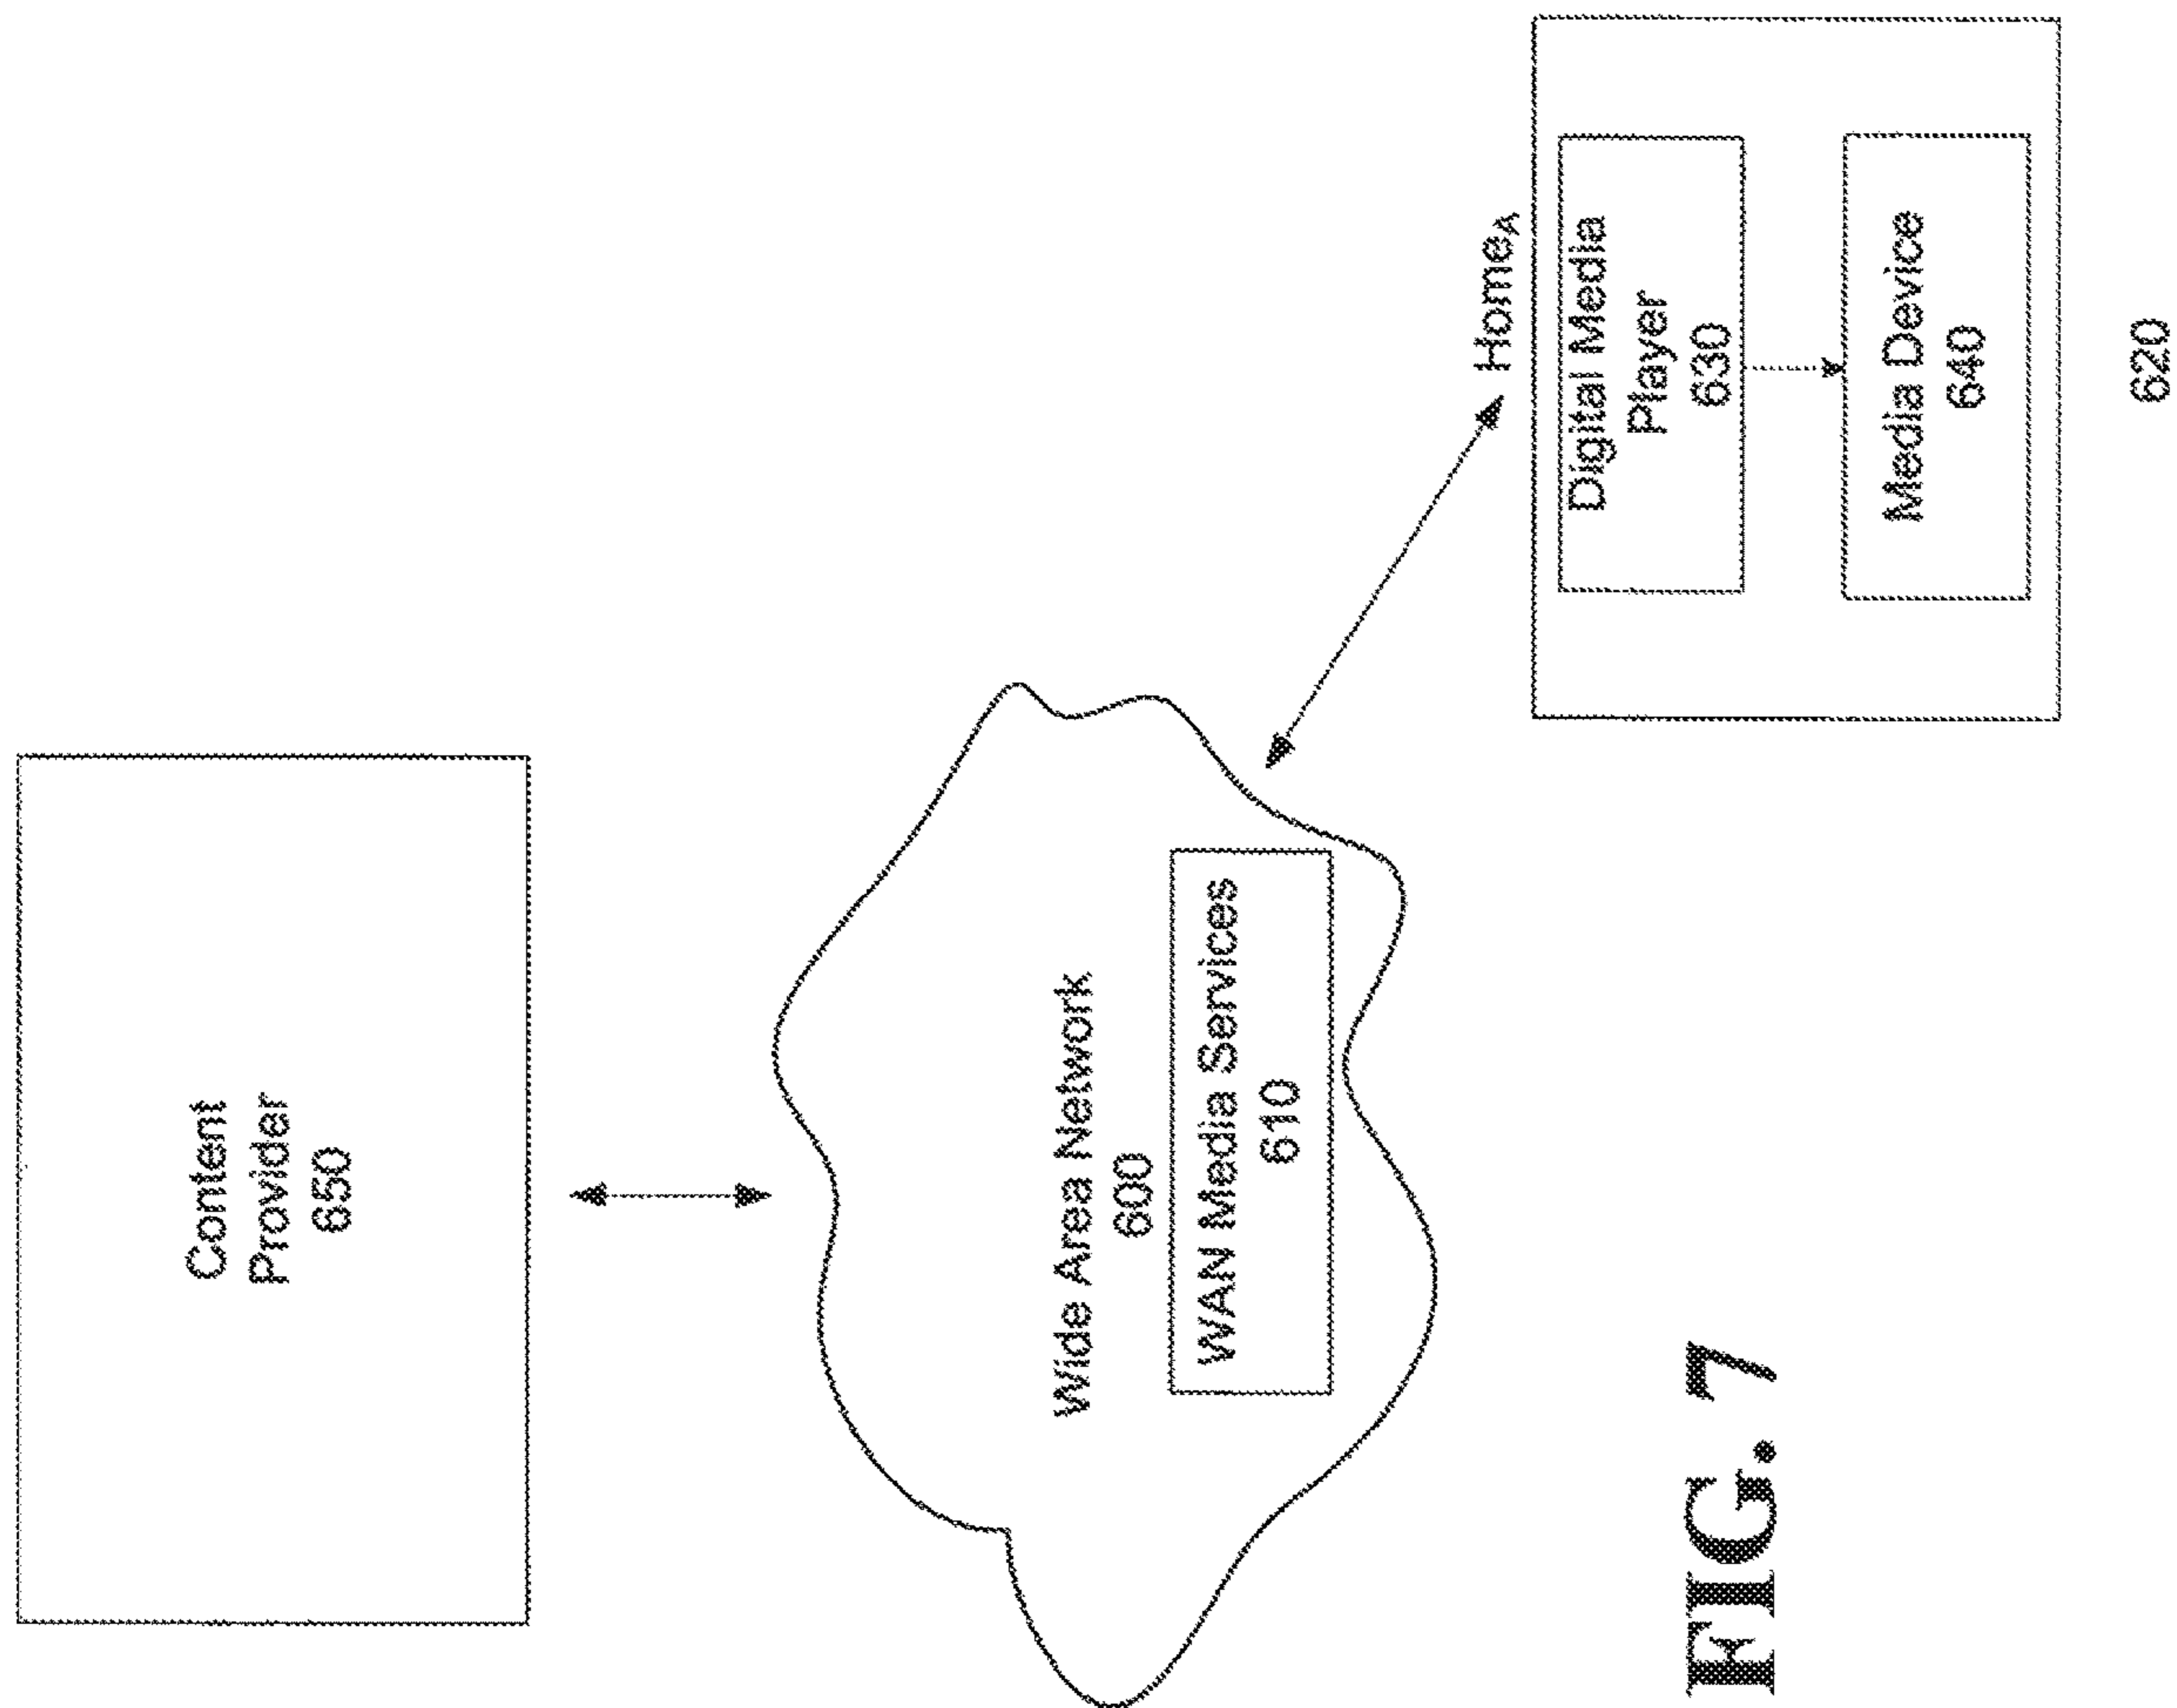 Content
Provider
650
Wide Area Network
600
WAN Media Services
610
Home_A
Digital Media
Player
630
Media Device
640
620
FIG. 7